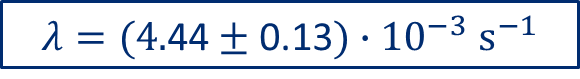 λ = (4.44 ± 0.13) · 10⁻³ s⁻¹